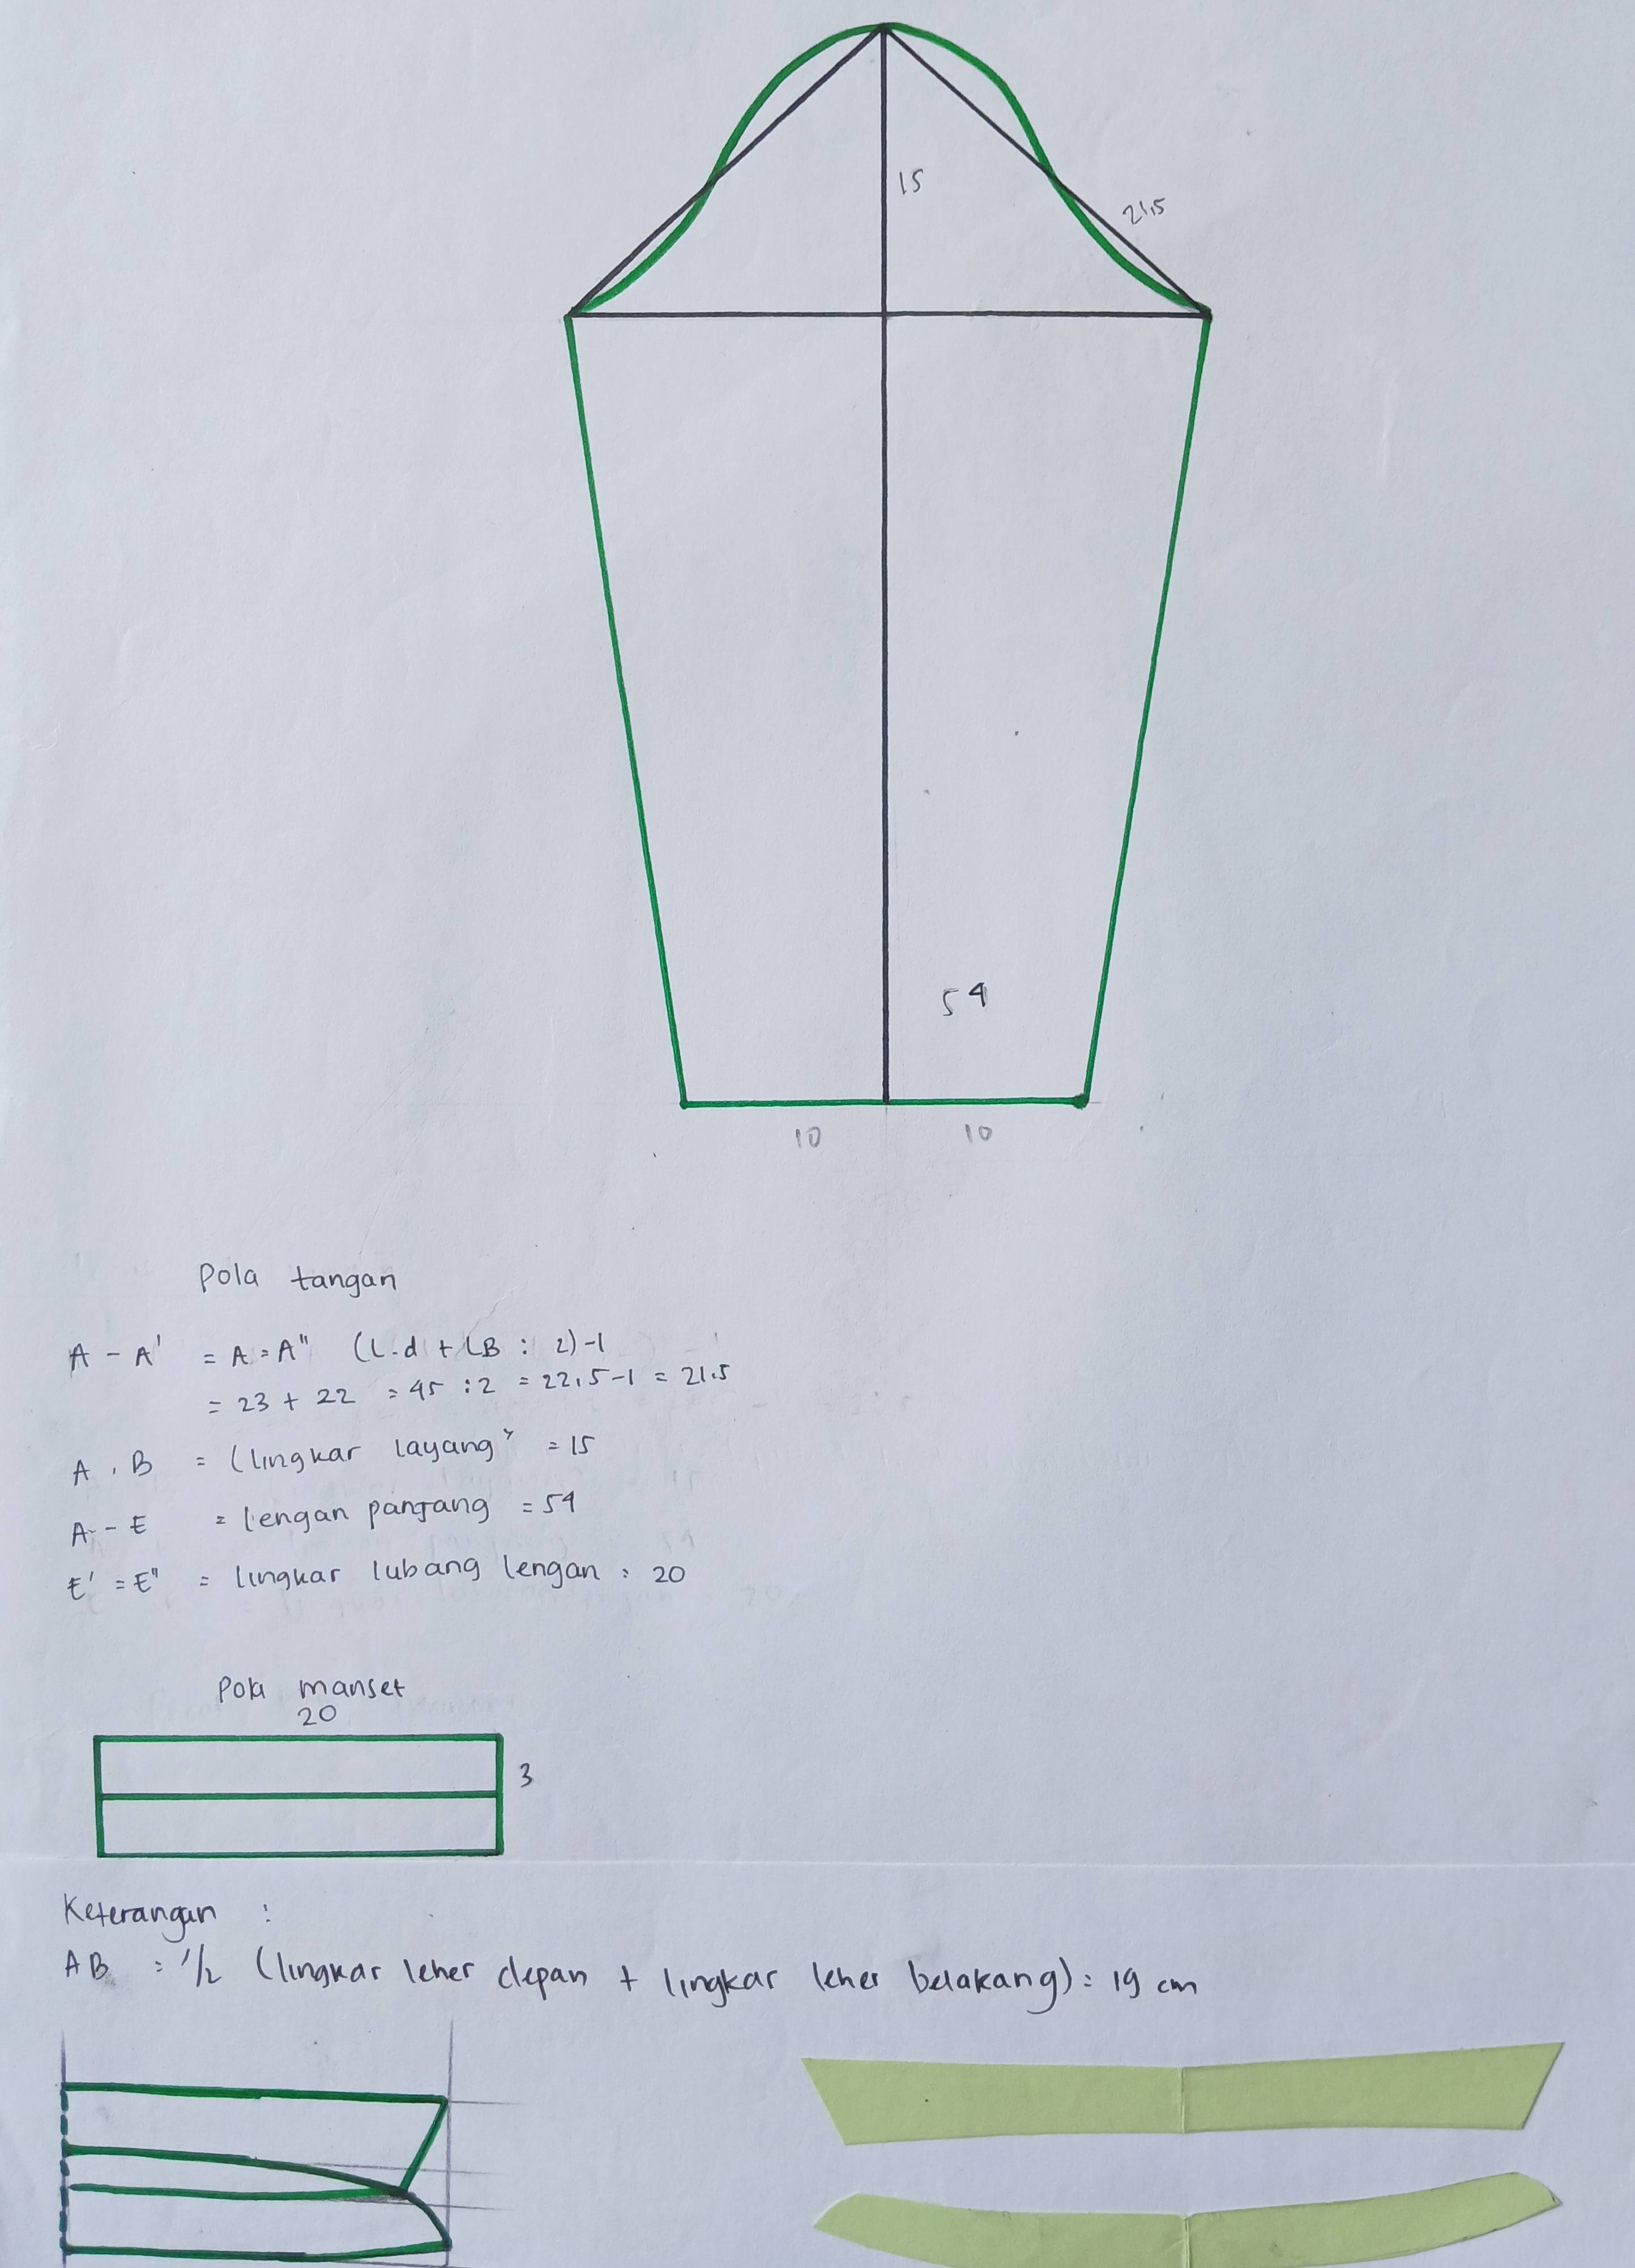 15
21,5
54
10 10
Pola tangan
A - A' = A = A" (L.d + LB : 2) -1
= 23 + 22 = 45 : 2 = 22,5 - 1 = 21.5
A . B = (lingkar layang² = 15
A - E = lengan panjang = 54
E' = E" = lingkar lubang lengan : 20
Pola manset
20
3
Keterangan :
AB : 1/2 (lingkar leher depan + lingkar leher belakang) : 19 cm